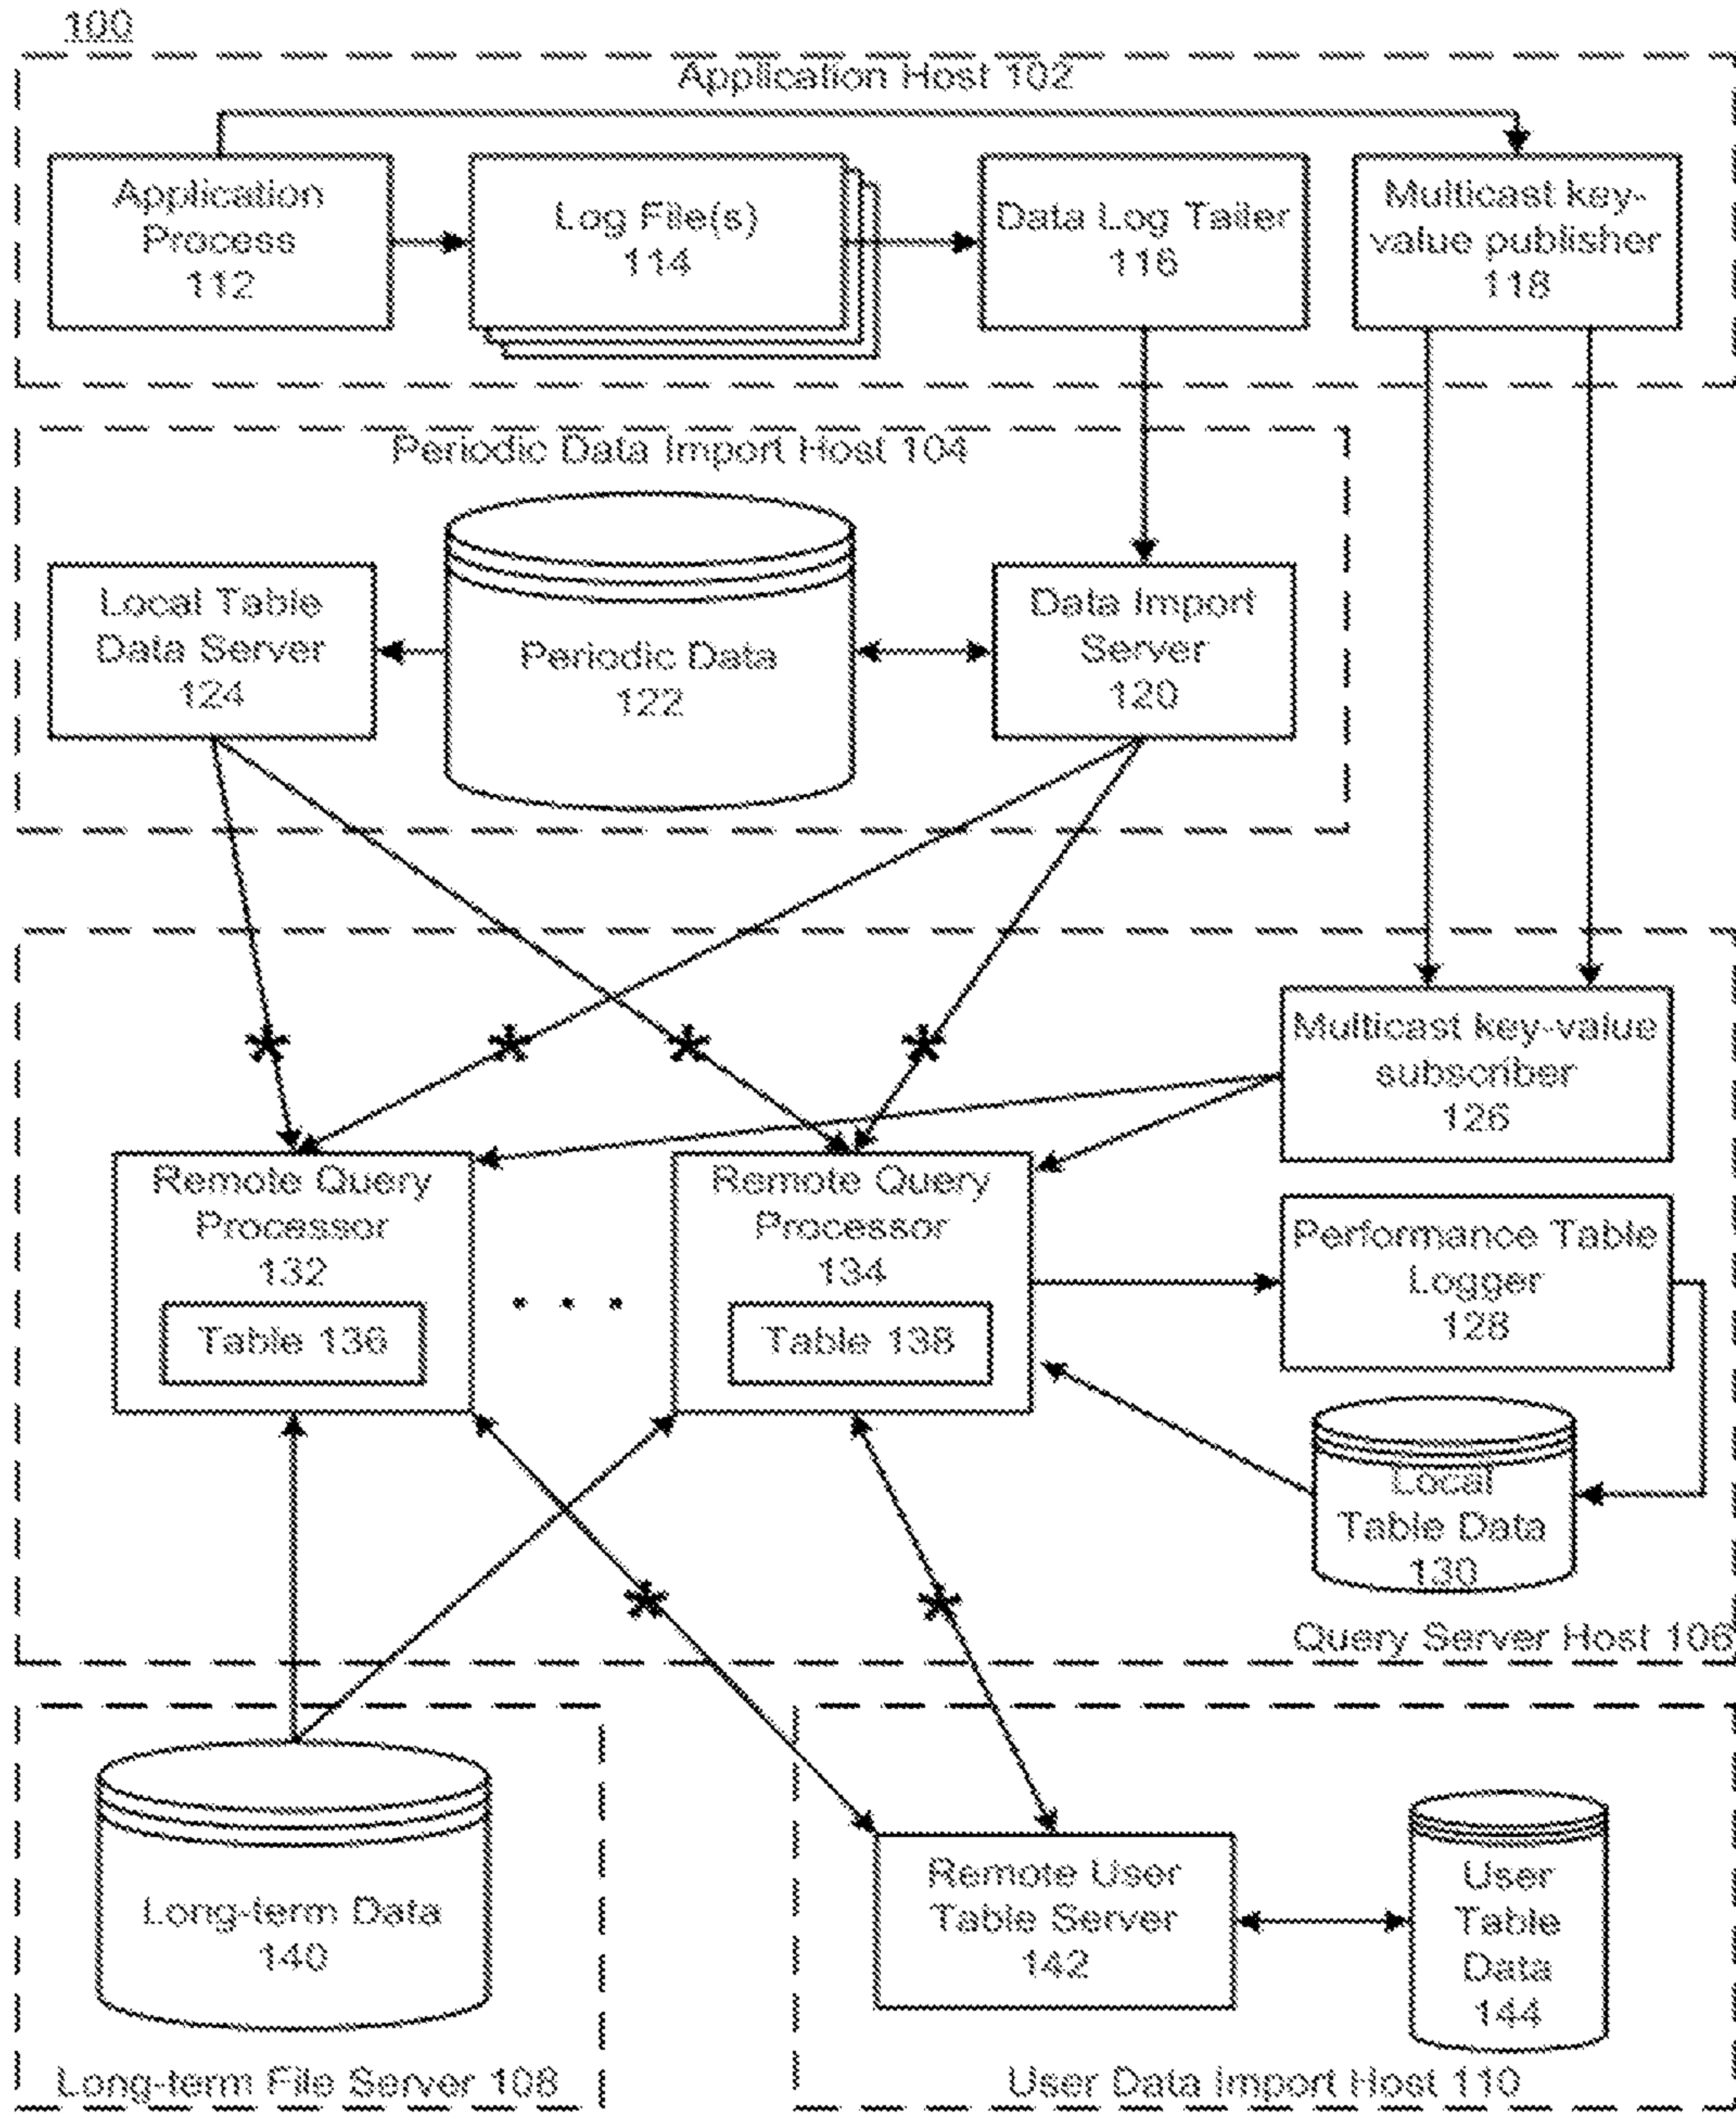 100
Application Host 102
Application
Process
112
Log File(s)
114
Data Log Tailer
116
Multicast key-
value publisher
118
Periodic Data Import Host 104
Local Table
Data Server
124
Periodic Data
122
Data Import
Server
120
Multicast key-value
subscriber
126
Remote Query
Processor
132
Table 136
Remote Query
Processor
134
Table 138
Performance Table
Logger
128
Local
Table Data
130
Query Server Host 106
Long-term Data
140
Long-term File Server 108
Remote User
Table Server
142
User
Table
Data
144
User Data Import Host 110